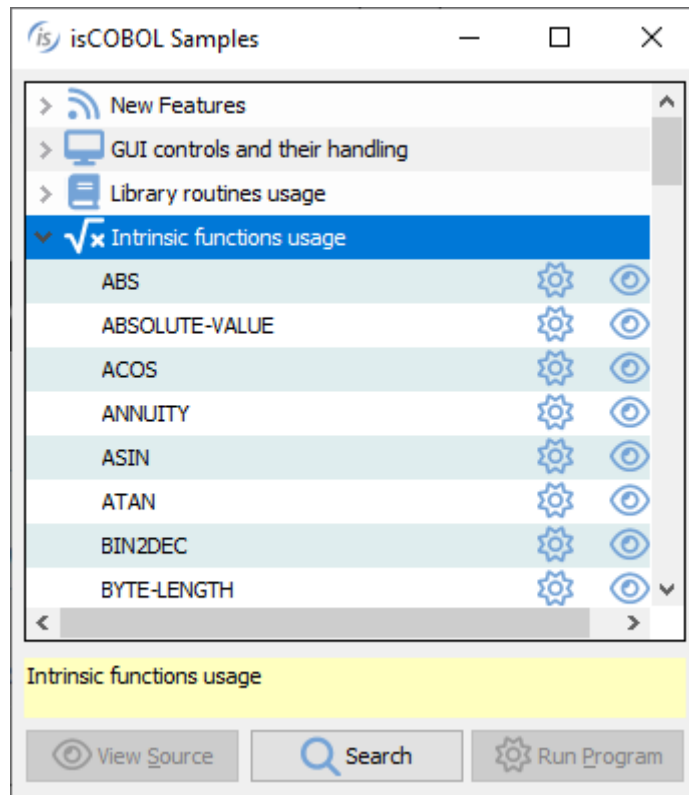 is isCOBOL Samples
New Features
GUI controls and their handling
Library routines usage
√x Intrinsic functions usage
ABS
ABSOLUTE-VALUE
ACOS
ANNUITY
ASIN
ATAN
BIN2DEC
BYTE-LENGTH
Intrinsic functions usage
View Source Search Run Program